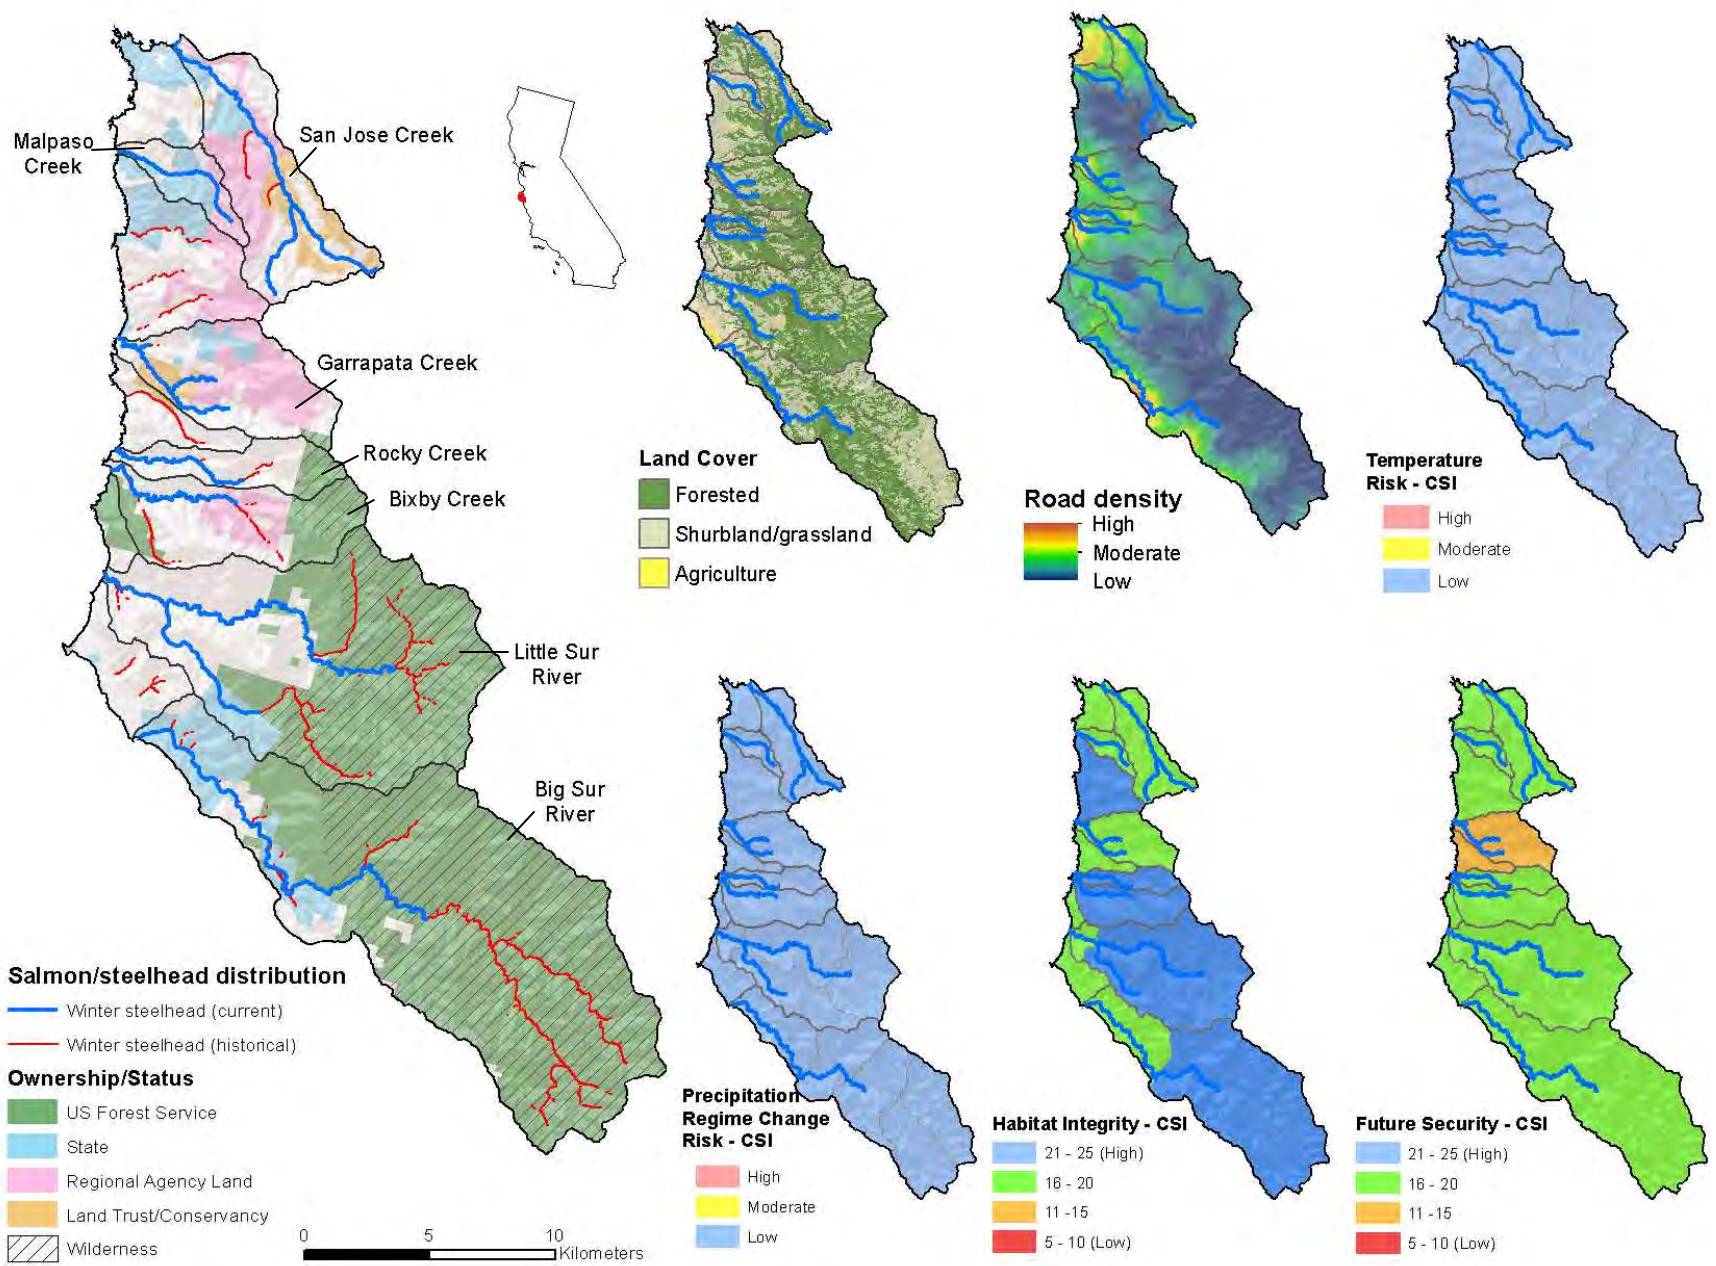 Malpaso
Creek
San Jose Creek
Garrapata Creek
Rocky Creek
Bixby Creek
Little Sur
River
Big Sur
River
Salmon/steelhead distribution
Winter steelhead (current)
Winter steelhead (historical)
Ownership/Status
US Forest Service
State
Regional Agency Land
Land Trust/Conservancy
Wilderness
0 5 10
Kilometers
Land Cover
Forested
Shurbland/grassland
Agriculture
Road density
High
Moderate
Low
Temperature
Risk - CSI
High
Moderate
Low
Precipitation
Regime Change
Risk - CSI
High
Moderate
Low
Habitat Integrity - CSI
21 - 25 (High)
16 - 20
11 -15
5 - 10 (Low)
Future Security - CSI
21 - 25 (High)
16 - 20
11 - 15
5 - 10 (Low)